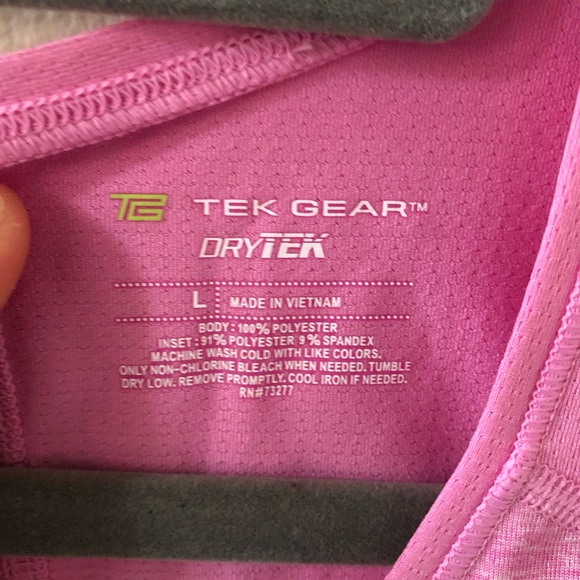 TG TEK GEAR™
DRYTEK
L MADE IN VIETNAM
BODY : 100% POLYESTER
INSET : 91% POLYESTER 9% SPANDEX
MACHINE WASH COLD WITH LIKE COLORS.
ONLY NON-CHLORINE BLEACH WHEN NEEDED. TUMBLE
DRY LOW. REMOVE PROMPTLY. COOL IRON IF NEEDED.
RN#73277